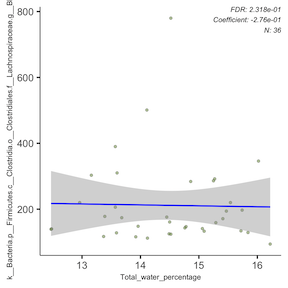 FDR: 2.318e-01
Coefficient: -2.76e-01
N: 36
k__Bacteria.p__Firmicutes.c__Clostridia.o__Clostridiales.f__Lachnospiraceae.g__Bl
800
600
400
200
13
14
15
16
Total_water_percentage